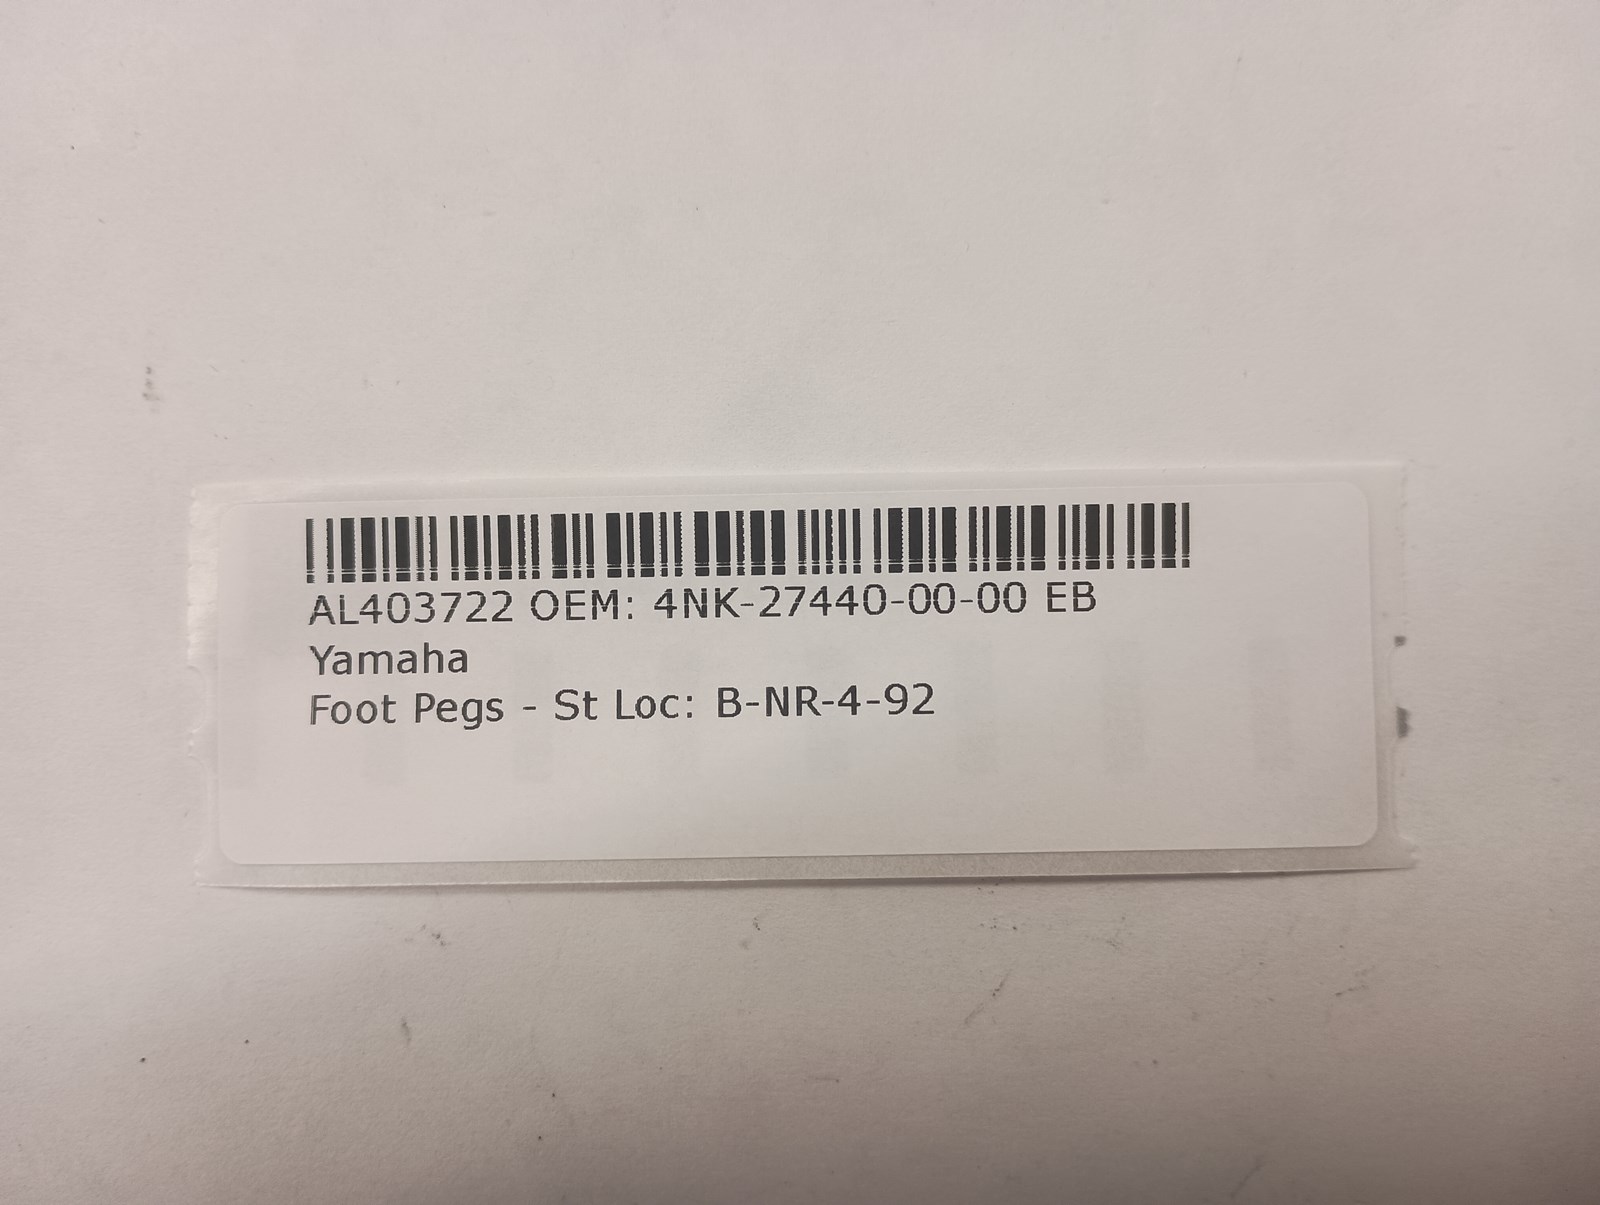 AL403722 OEM: 4NK-27440-00-00 EB
Yamaha
Foot Pegs - St Loc: B-NR-4-92